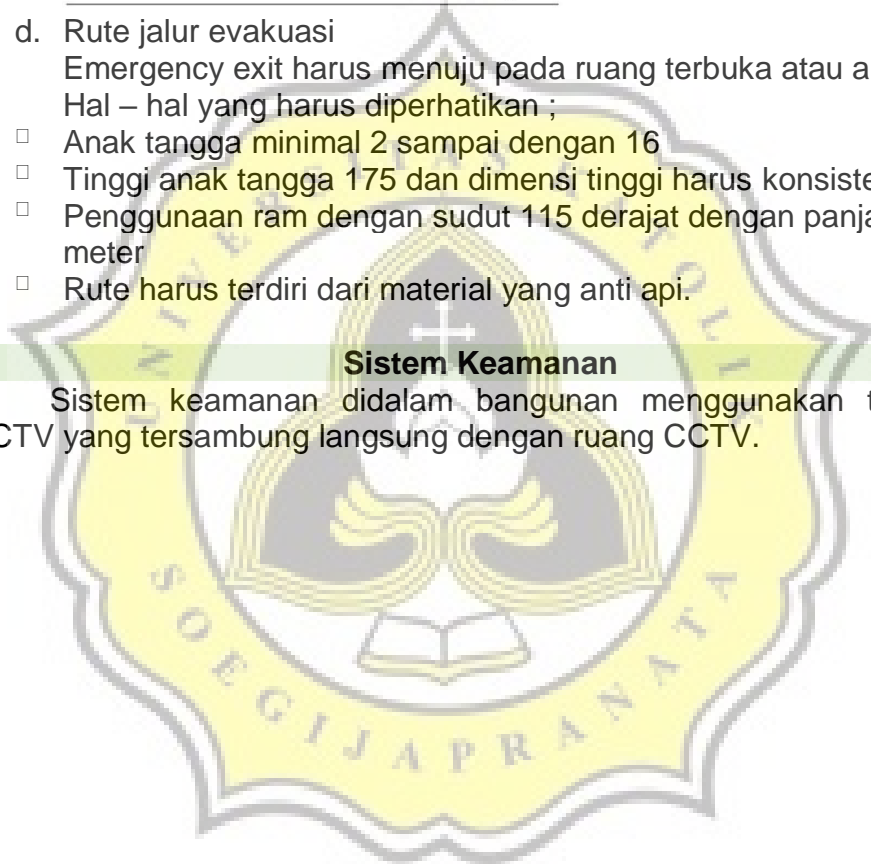 d. Rute jalur evakuasi
Emergency exit harus menuju pada ruang terbuka atau
Hal – hal yang harus diperhatikan ;
Anak tangga minimal 2 sampai dengan 16
Tinggi anak tangga 175 dan dimensi tinggi harus
Penggunaan ram dengan sudut 115 derajat dengan
meter
Rute harus terdiri dari material yang anti api.
Sistem Keamanan
Sistem keamanan didalam bangunan menggunakan
CTV yang tersambung langsung dengan ruang CCTV.
UNIVERSITAS KATOLIK
SOEGIJAPRANATA